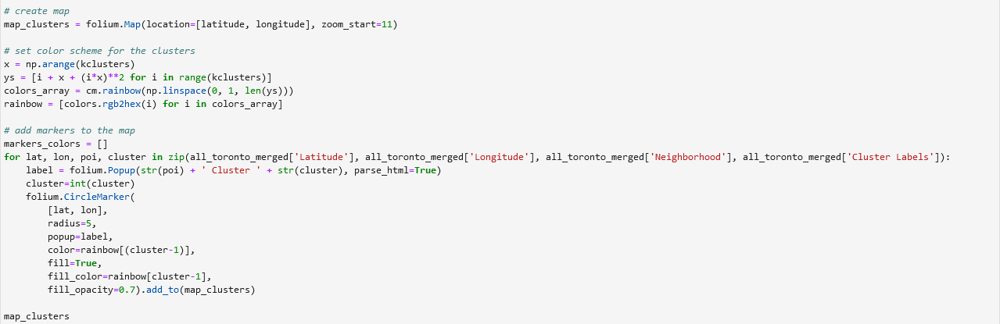 # create map
map_clusters = folium.Map(location=[latitude, longitude], zoom_start=11)

# set color scheme for the clusters
x = np.arange(kclusters)
ys = [i + x + (i*x)**2 for i in range(kclusters)]
colors_array = cm.rainbow(np.linspace(0, 1, len(ys)))
rainbow = [colors.rgb2hex(i) for i in colors_array]

# add markers to the map
markers_colors = []
for lat, lon, poi, cluster in zip(all_toronto_merged['Latitude'], all_toronto_merged['Longitude'], all_toronto_merged['Neighborhood'], all_toronto_merged['Cluster Labels']):
    label = folium.Popup(str(poi) + ' Cluster ' + str(cluster), parse_html=True)
    cluster=int(cluster)
    folium.CircleMarker(
        [lat, lon],
        radius=5,
        popup=label,
        color=rainbow[(cluster-1)],
        fill=True,
        fill_color=rainbow[cluster-1],
        fill_opacity=0.7).add_to(map_clusters)

map_clusters